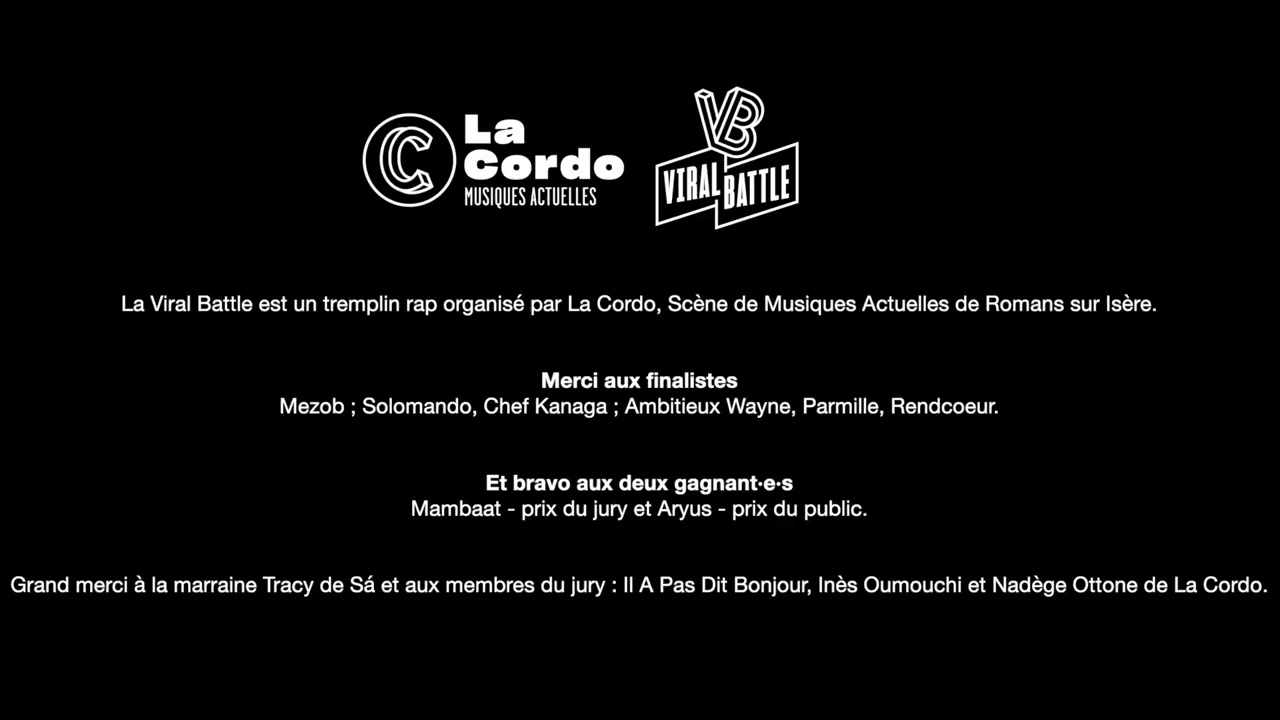 C
La
Cordo
MUSIQUES ACTUELLES
VB
VIRAL BATTLE
La Viral Battle est un tremplin rap organisé par La Cordo, Scène de Musiques Actuelles de Romans sur Isère.
Merci aux finalistes
Mezob ; Solomando, Chef Kanaga ; Ambitieux Wayne, Parmille, Rendcoeur.
Et bravo aux deux gagnant·e·s
Mambaat - prix du jury et Aryus - prix du public.
Grand merci à la marraine Tracy de Sá et aux membres du jury : Il A Pas Dit Bonjour, Inès Oumouchi et Nadège Ottone de La Cordo.